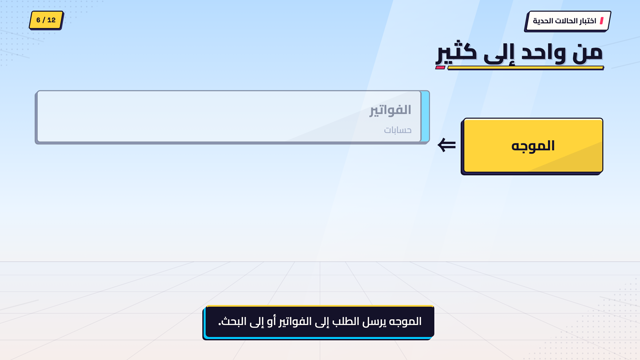 اختبار الحالات الحدية
6 / 12
من واحد إلى كثير
الموجه
⇐
الفواتير
حسابات
الموجه يرسل الطلب إلى الفواتير أو إلى البحث.